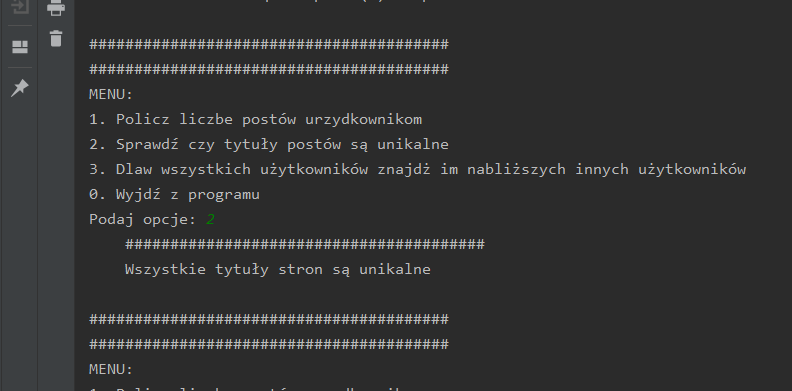 ########################################
########################################
MENU:
1. Policz liczbe postów urzydkownikom
2. Sprawdź czy tytuły postów są unikalne
3. Dlaw wszystkich użytkowników znajdż im nabliższych innych użytkowników
0. Wyjdź z programu
Podaj opcje: 2
########################################
Wszystkie tytuły stron są unikalne
########################################
########################################
MENU: